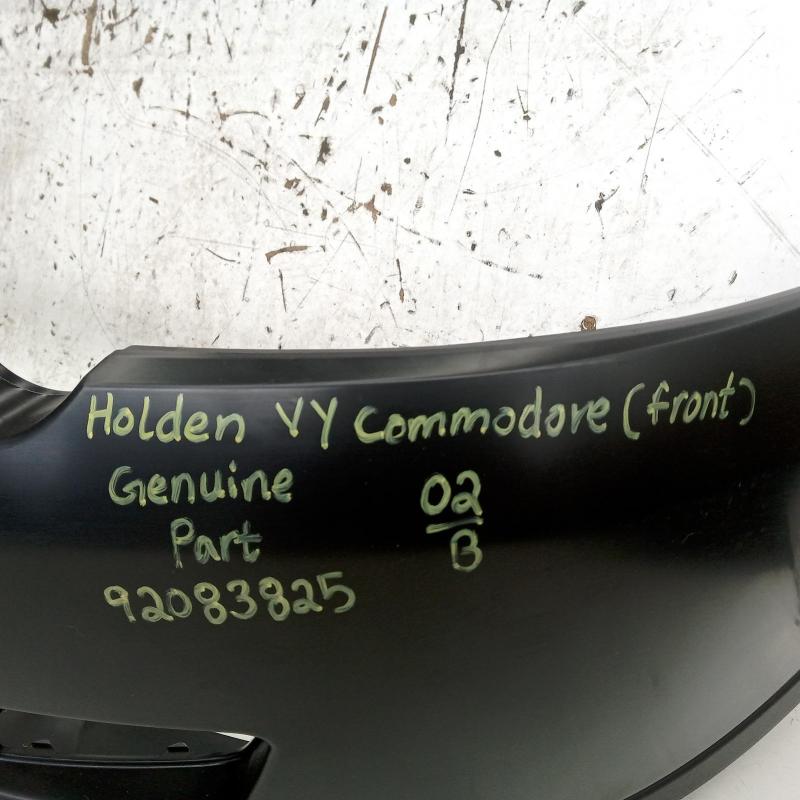 Holden VY Commodore (front)
Genuine
Part
92083825
02
B